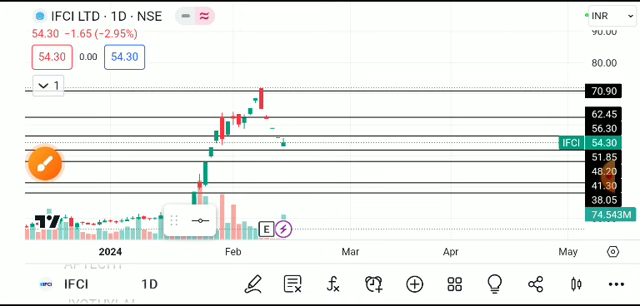 IFCI LTD · 1D · NSE
INR
54.30 −1.65 (−2.95%)
54.30 0.00 54.30
1
90.00
80.00
70.90
62.45
56.30
IFCI 54.30
51.85
48.20
41.30
38.05
74.543M
E
2024 Feb Mar Apr May
IFCI 1D